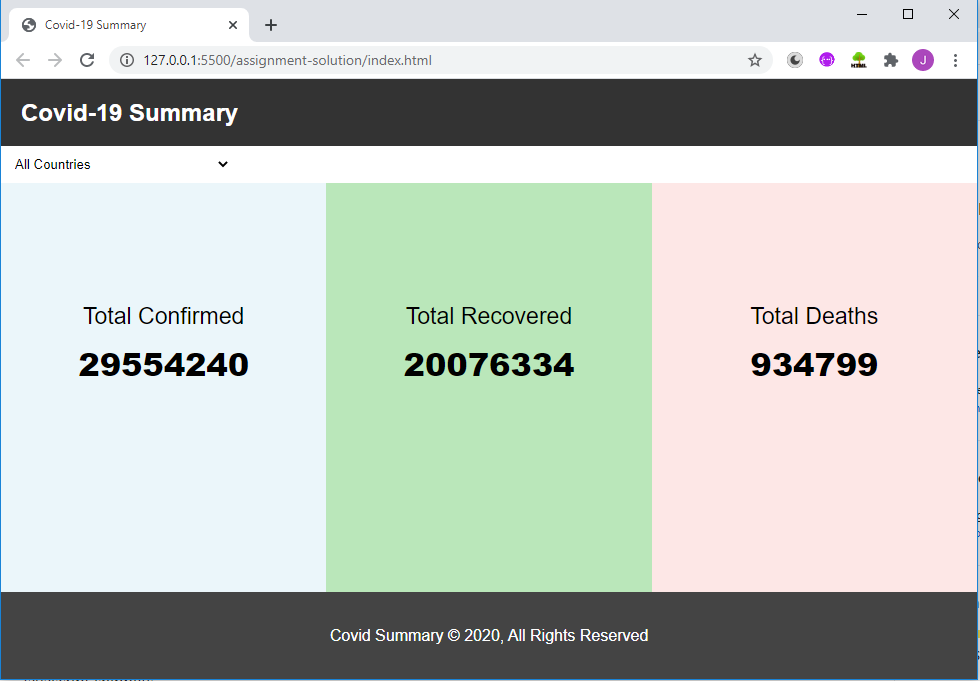 Covid-19 Summary
127.0.0.1:5500/assignment-solution/index.html
HTML
J
Covid-19 Summary
All Countries
Total Confirmed
29554240
Total Recovered
20076334
Total Deaths
934799
Covid Summary © 2020, All Rights Reserved